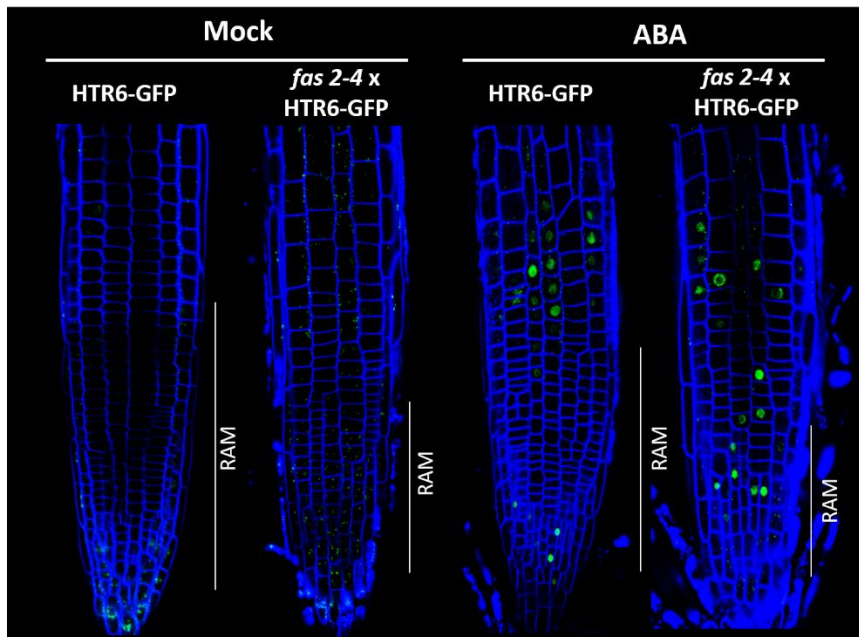 Mock
ABA
HTR6-GFP
fas 2-4 x
HTR6-GFP
HTR6-GFP
fas 2-4 x
HTR6-GFP
RAM
RAM
RAM
RAM